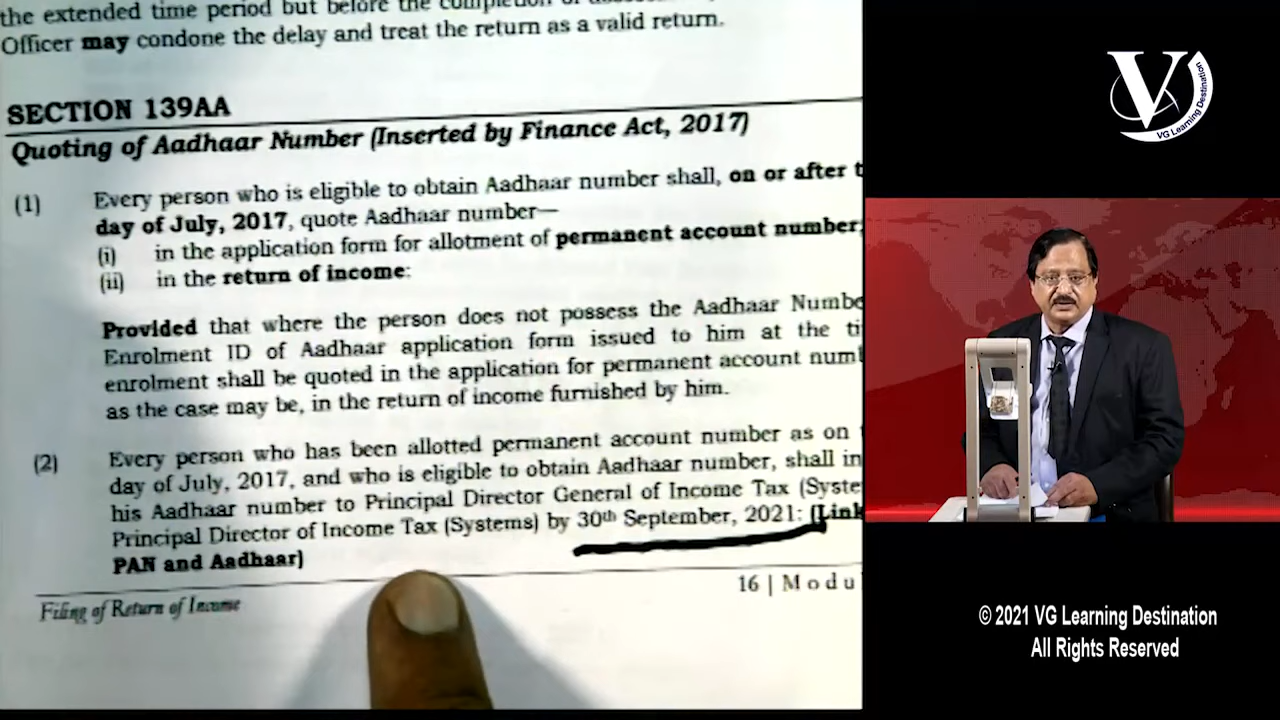 the extended time period but before the completion of
Officer may condone the delay and treat the return as a valid return.
SECTION 139AA
Quoting of Aadhaar Number (Inserted by Finance Act, 2017)
(1) Every person who is eligible to obtain Aadhaar number shall, on or after
day of July, 2017, quote Aadhaar number—
(i) in the application form for allotment of permanent account number;
(ii) in the return of income:
Provided that where the person does not possess the Aadhaar
Enrolment ID of Aadhaar application form issued to him at the
enrolment shall be quoted in the application for permanent account
as the case may be, in the return of income furnished by him.
(2) Every person who has been allotted permanent account number as on
day of July, 2017, and who is eligible to obtain Aadhaar number, shall
his Aadhaar number to Principal Director General of Income Tax
Principal Director of Income Tax (Systems) by 30th September, 2021: (Link
PAN and Aadhaar)
Filing of Return of Income
16 | Modu
V
VG Learning Destination
© 2021 VG Learning Destination
All Rights Reserved